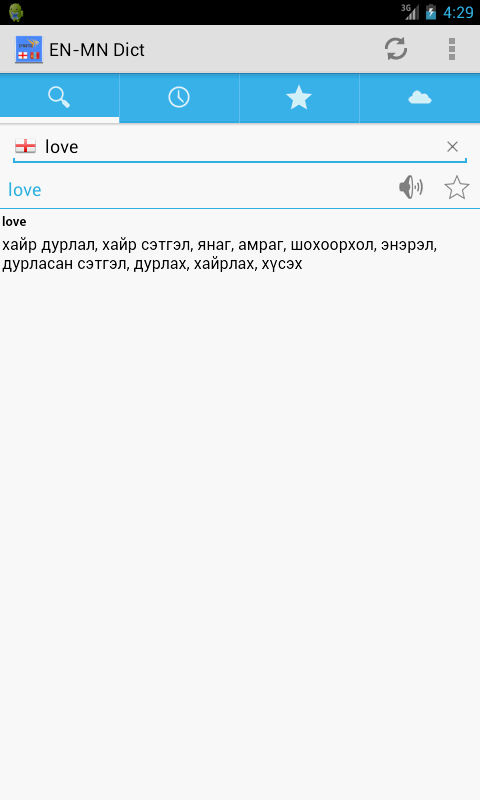 3G 4:29
EN-MN Dict
love
love
love
хайр дурлал, хайр сэтгэл, янаг, амраг, шохоорхол, энэрэл,
дурласан сэтгэл, дурлах, хайрлах, хүсэх